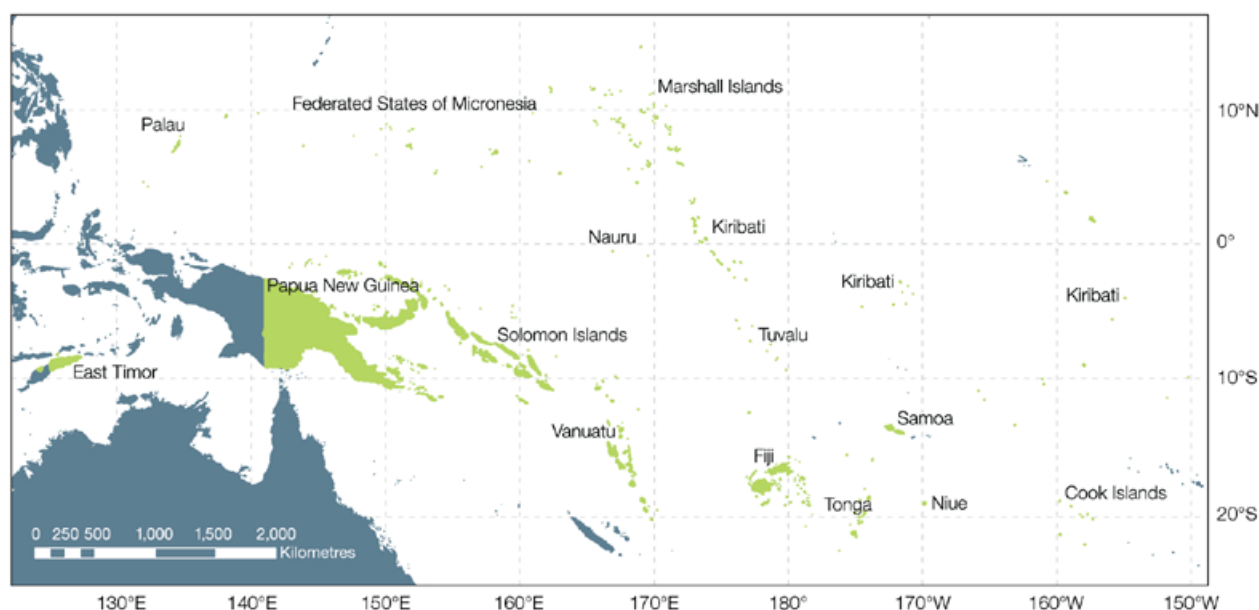 Marshall Islands
Federated States of Micronesia
10°N
Palau
Kiribati
Nauru
0°
Papua New Guinea
Kiribati
Kiribati
Solomon Islands
Tuvalu
East Timor
10°S
Samoa
Vanuatu
Fiji
Cook Islands
Tonga
Niue
20°S
0 250 500 1,000 1,500 2,000
Kilometres
130°E 140°E 150°E 160°E 170°E 180° 170°W 160°W 150°W